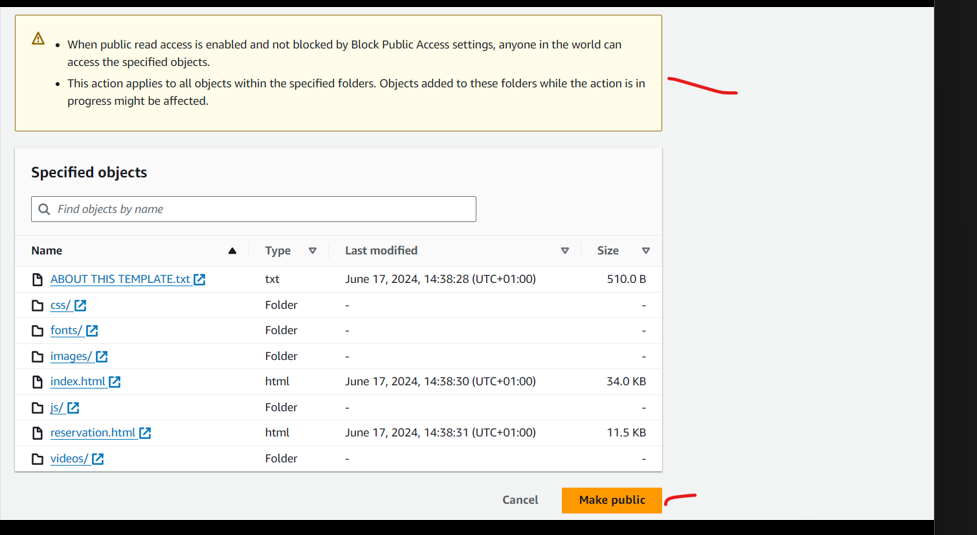 When public read access is enabled and not blocked by Block Public Access settings, anyone in the world can
access the specified objects.
This action applies to all objects within the specified folders. Objects added to these folders while the action is in
progress might be affected.
Specified objects
Find objects by name
Name Type Last modified Size
ABOUT THIS TEMPLATE.txt txt June 17, 2024, 14:38:28 (UTC+01:00) 510.0 B
css/ Folder - -
fonts/ Folder - -
images/ Folder - -
index.html html June 17, 2024, 14:38:30 (UTC+01:00) 34.0 KB
js/ Folder - -
reservation.html html June 17, 2024, 14:38:31 (UTC+01:00) 11.5 KB
videos/ Folder - -
Cancel Make public